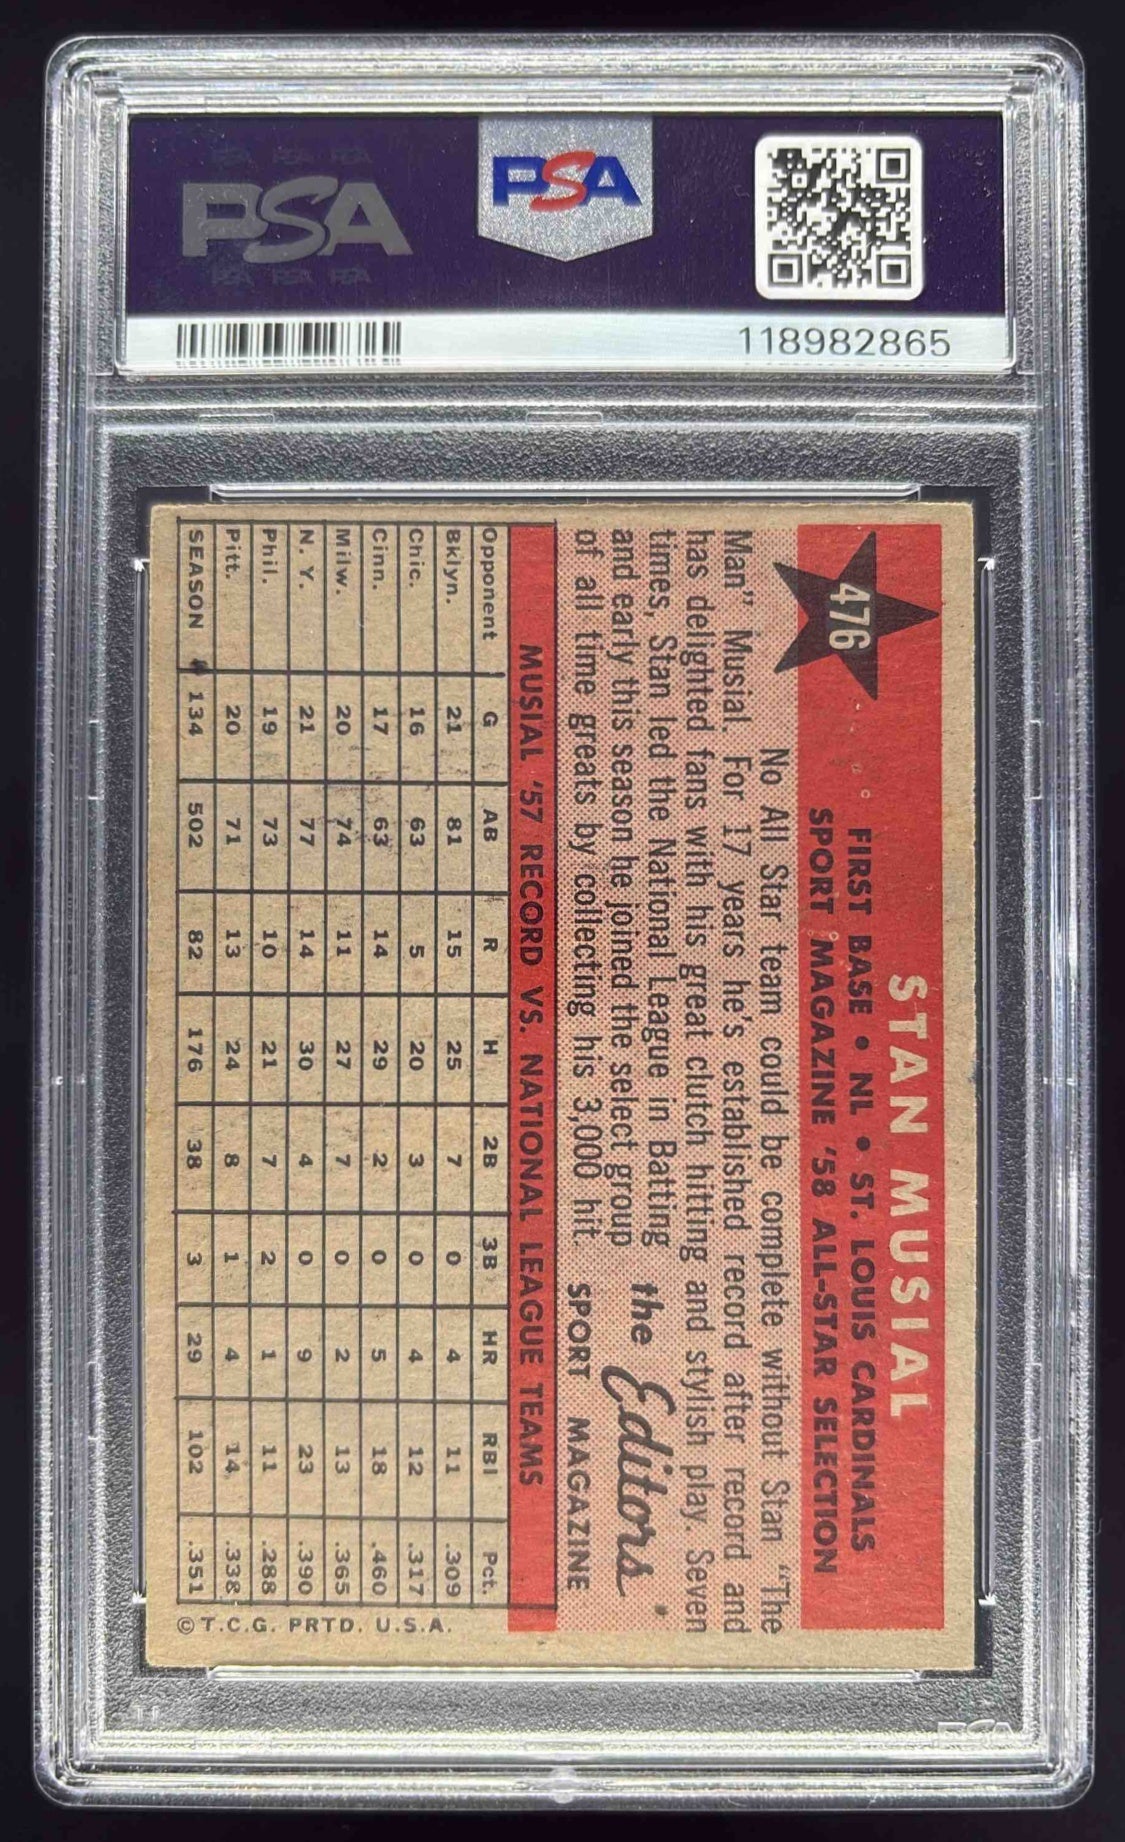 PSA PSA PSA
PSA
PSA PSA PSA
PSA
118982865
476
STAN MUSIAL
FIRST BASE • NL • ST. LOUIS CARDINALS
SPORT MAGAZINE '58 ALL-STAR SELECTION
No All Star team could be complete without Stan "The
Man" Musial. For 17 years he's established record after record and
has delighted fans with his great clutch hitting and stylish play. Seven
times, Stan led the National League in Batting
and early this season he joined the select group
of all time greats by collecting his 3,000 hit.
the Editors
SPORT MAGAZINE
MUSIAL '57 RECORD VS. NATIONAL LEAGUE TEAMS
Opponent G AB R H 2B 3B HR RBI Pct.
Bklyn. 21 81 15 25 7 0 4 11 .309
Chic. 16 63 5 20 3 0 4 12 .317
Cinn. 17 63 14 29 2 0 5 18 .460
Milw. 20 74 11 27 7 0 2 13 .365
N. Y. 21 77 14 30 4 0 9 23 .390
Phil. 19 73 10 21 7 2 1 11 .288
Pitt. 20 71 13 24 8 1 4 14 .338
SEASON 134 502 82 176 38 3 29 102 .351
© T.C.G. PRTD. U.S.A.
PSA